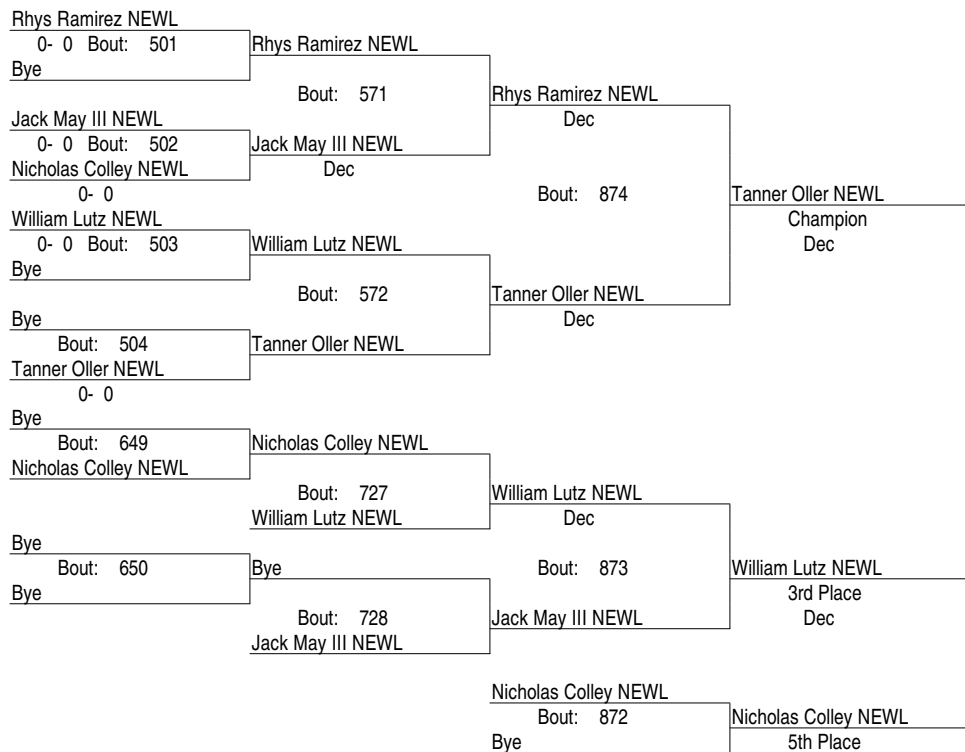 Rhys Ramirez NEWL
0- 0 Bout: 501 Rhys Ramirez NEWL
Bye
Bout: 571 Rhys Ramirez NEWL
Jack May III NEWL Dec
0- 0 Bout: 502 Jack May III NEWL
Nicholas Colley NEWL Dec
0- 0 Bout: 874 Tanner Oller NEWL
William Lutz NEWL Champion
0- 0 Bout: 503 William Lutz NEWL Dec
Bye
Bout: 572 Tanner Oller NEWL
Bye Dec
Bout: 504 Tanner Oller NEWL
Tanner Oller NEWL
0- 0
Bye
Bout: 649 Nicholas Colley NEWL
Nicholas Colley NEWL
Bout: 727 William Lutz NEWL
William Lutz NEWL Dec
Bye
Bout: 650 Bye Bout: 873 William Lutz NEWL
Bye 3rd Place
Bout: 728 Jack May III NEWL Dec
Jack May III NEWL
Nicholas Colley NEWL
Bout: 872 Nicholas Colley NEWL
Bye 5th Place